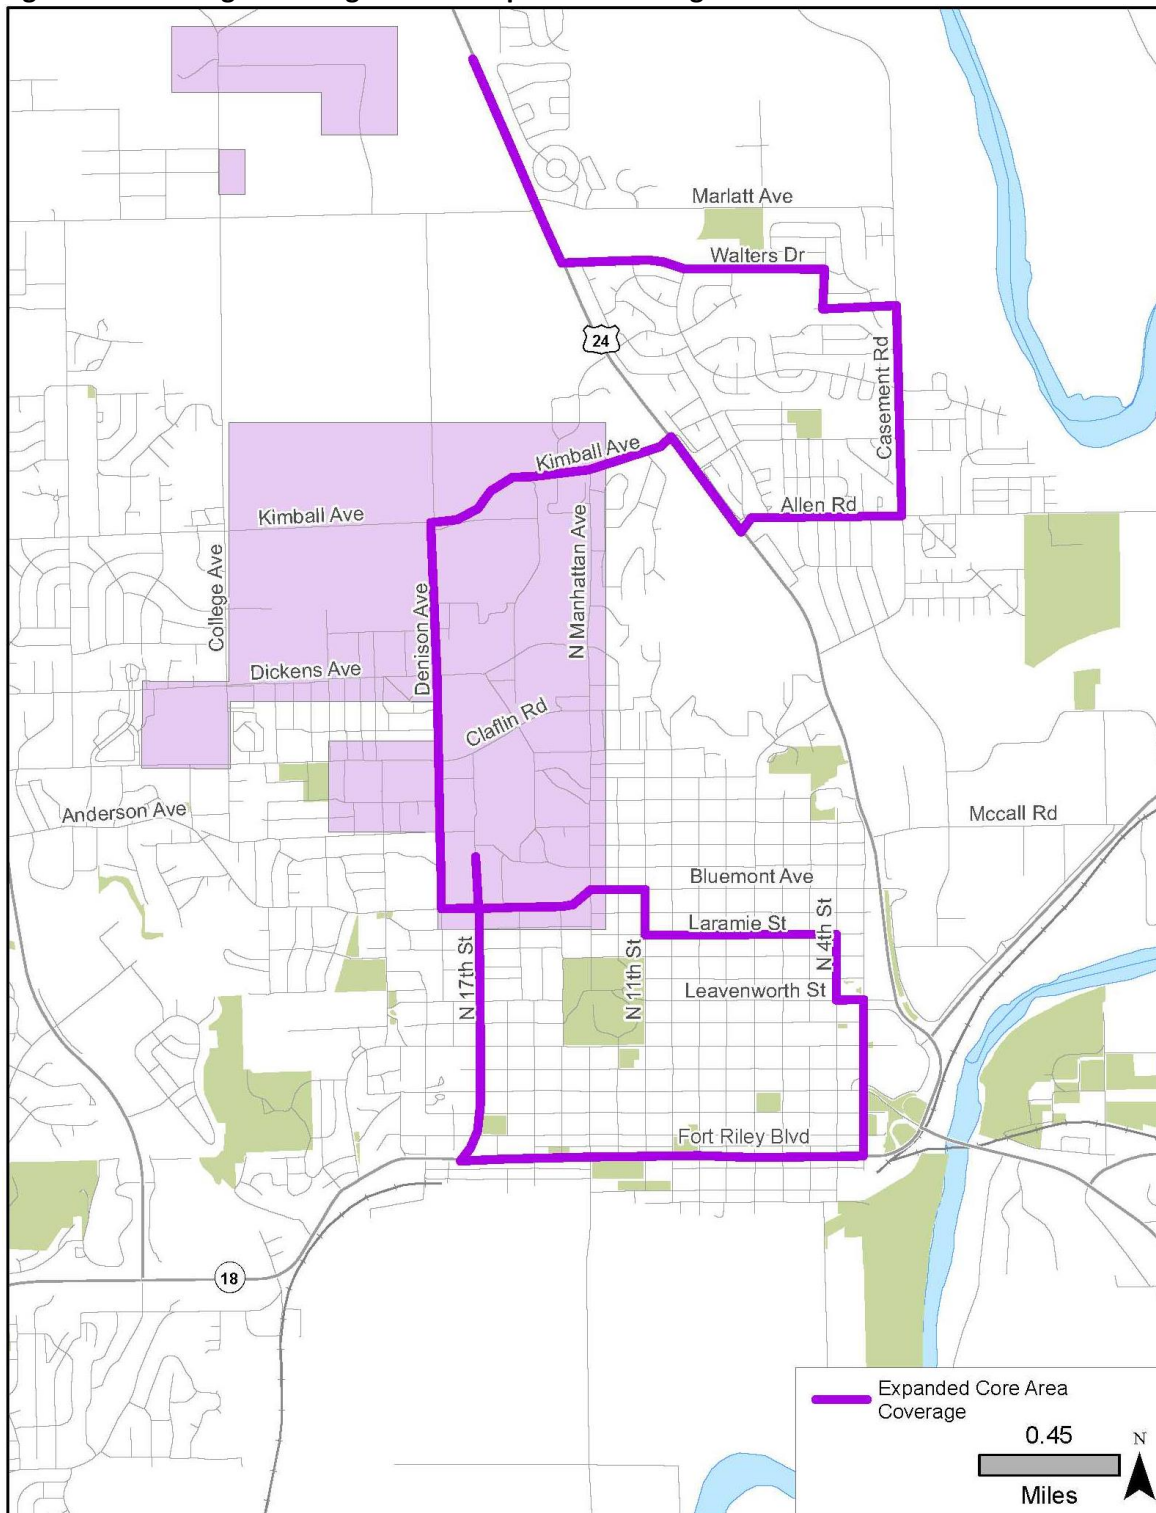 Marlatt Ave
Walters Dr
24
Casement Rd
Kimball Ave
Allen Rd
Kimball Ave
College Ave
Denison Ave
N Manhattan Ave
Dickens Ave
Claflin Rd
Anderson Ave
Mccall Rd
Bluemont Ave
Laramie St
N 4th St
N 17th St
N 11th St
Leavenworth St
Fort Riley Blvd
18
Expanded Core Area
Coverage
0.45
N
Miles